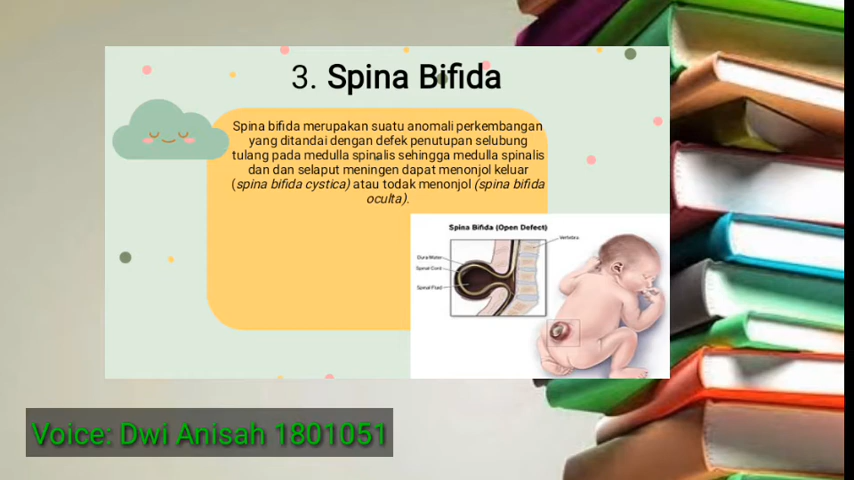 3. Spina Bifida
Spina bifida merupakan suatu anomali perkembangan
yang ditandai dengan defek penutupan selubung
tulang pada medulla spinalis sehingga medulla spinalis
dan dan selaput meningen dapat menonjol keluar
(spina bifida cystica) atau todak menonjol (spina bifida
oculta).
Spina Bifida (Open Defect)
Vertebra
Dura Mater
Spinal Cord
Spinal Fluid
Voice: Dwi Anisah 1801051